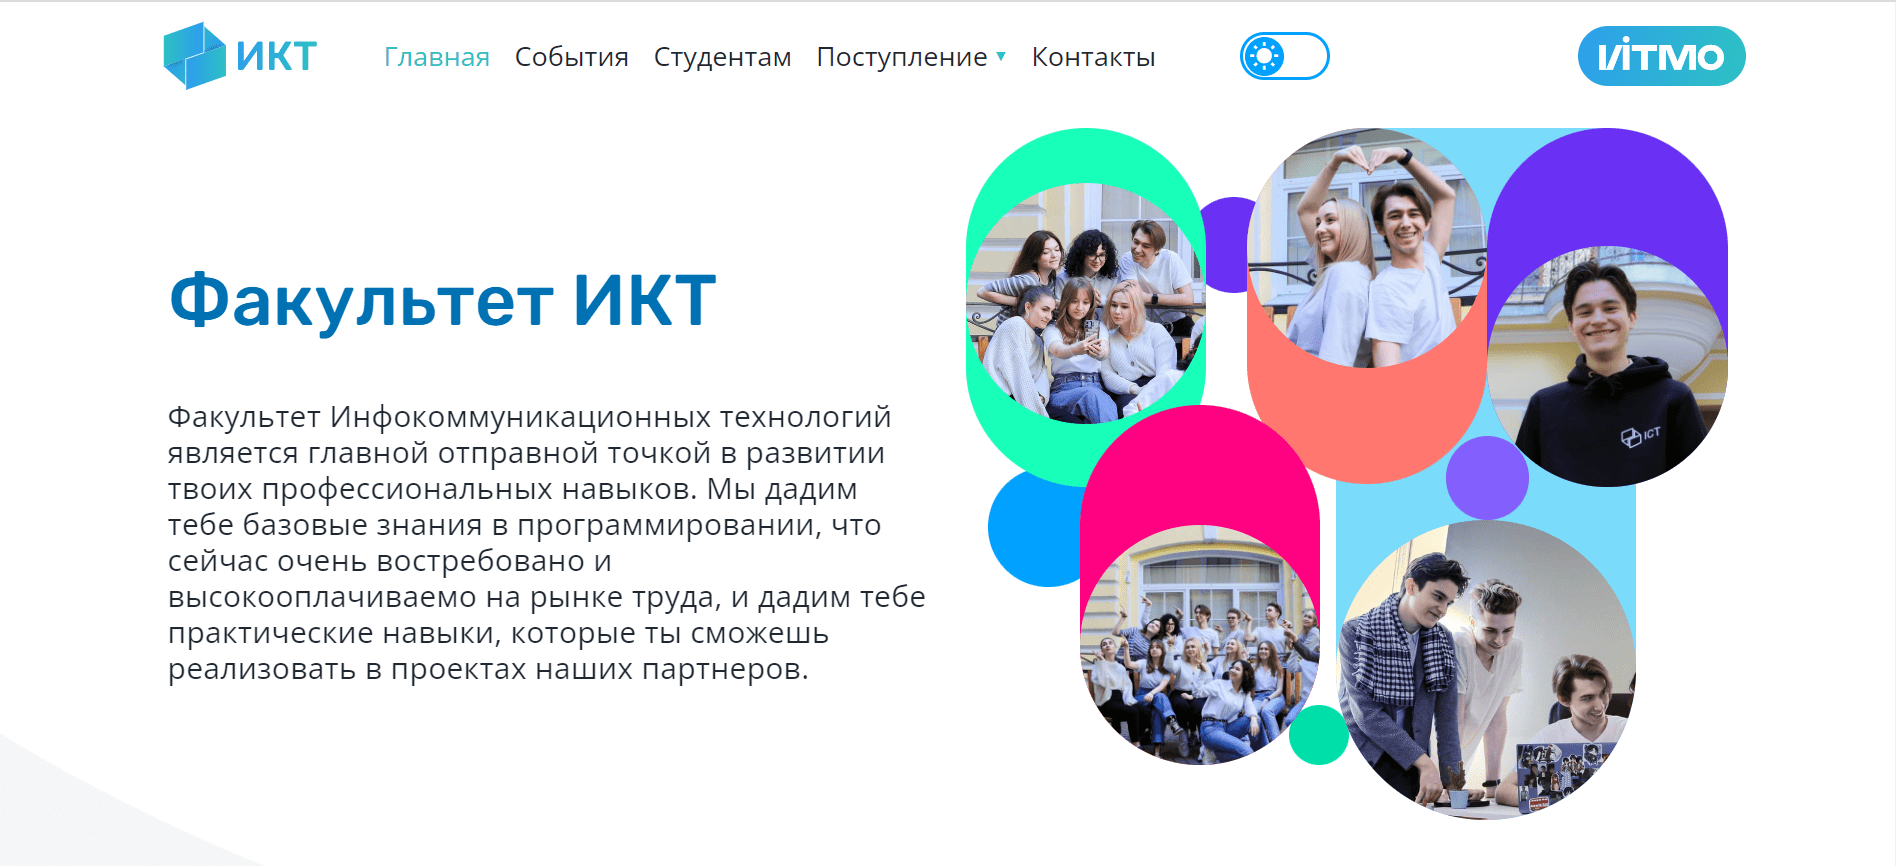 ИКТ
Главная События Студентам Поступление Контакты
ИТМО
Факультет ИКТ
Факультет Инфокоммуникационных технологий
является главной отправной точкой в развитии
твоих профессиональных навыков. Мы дадим
тебе базовые знания в программировании, что
сейчас очень востребовано и
высокооплачиваемо на рынке труда, и дадим тебе
практические навыки, которые ты сможешь
реализовать в проектах наших партнеров.
ICT